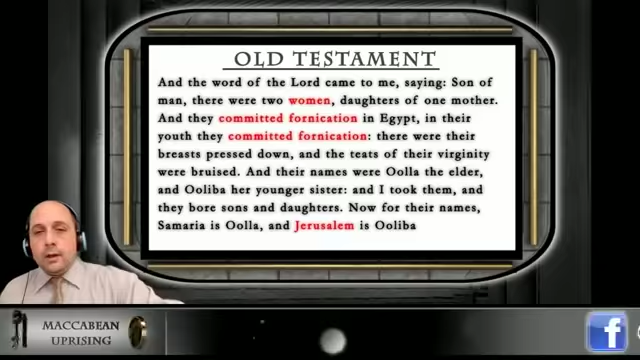 OLD TESTAMENT
And the word of the Lord came to me, saying: Son of
man, there were two women, daughters of one mother.
And they committed fornication in Egypt, in their
youth they committed fornication: there were their
breasts pressed down, and the teats of their virginity
were bruised. And their names were Oolla the elder,
and Ooliba her younger sister: and I took them, and
they bore sons and daughters. Now for their names,
Samaria is Oolla, and Jerusalem is Ooliba
MACCABEAN
UPRISING
f